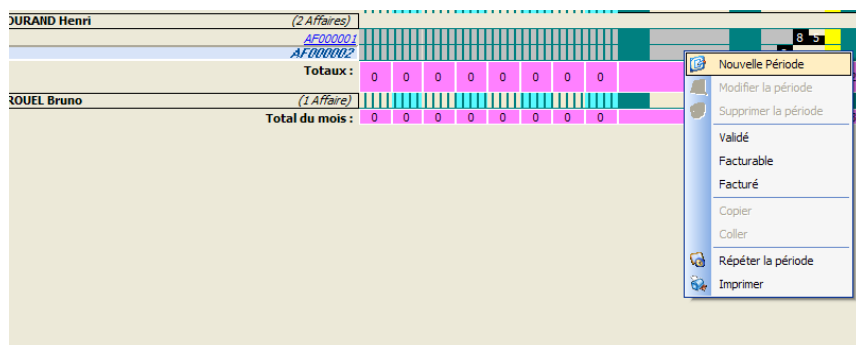 OURAND Henri (2 Affaires)
AF000001 8 5
AF000002
Totaux : 0 0 0 0 0 0 0 0
ROUEL Bruno (1 Affaire)
Total du mois : 0 0 0 0 0 0 0 0
Nouvelle Période
Modifier la période
Supprimer la période
Validé
Facturable
Facturé
Copier
Coller
Répéter la période
Imprimer